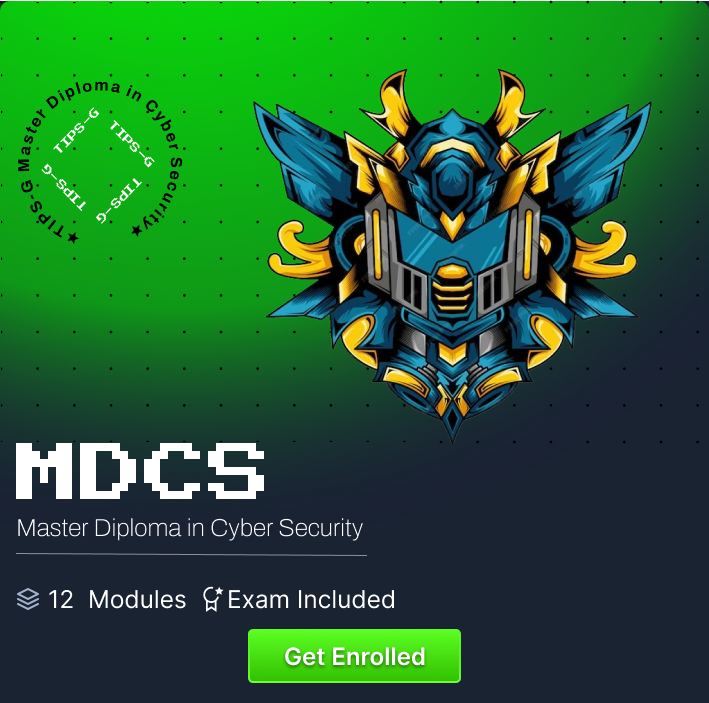 ★TIPS-G Master Diploma in Cyber Security★
TIPS-G
TIPS-G
TIPS-G
TIPS-G
MDCS
Master Diploma in Cyber Security
12 Modules Exam Included
Get Enrolled